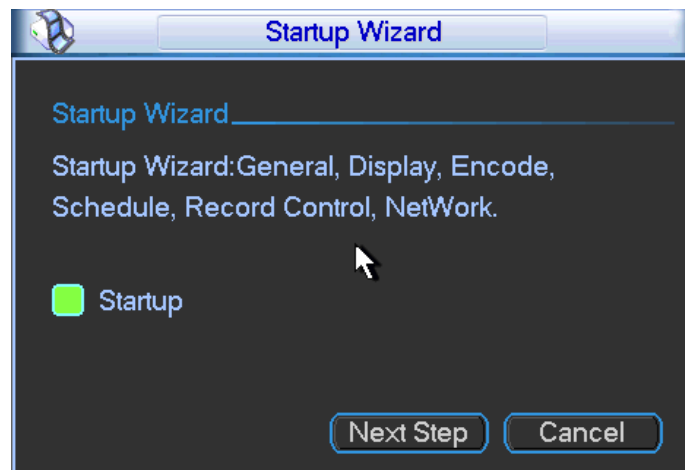 Startup Wizard
Startup Wizard
Startup Wizard:General, Display, Encode,
Schedule, Record Control, NetWork.
Startup
Next Step Cancel